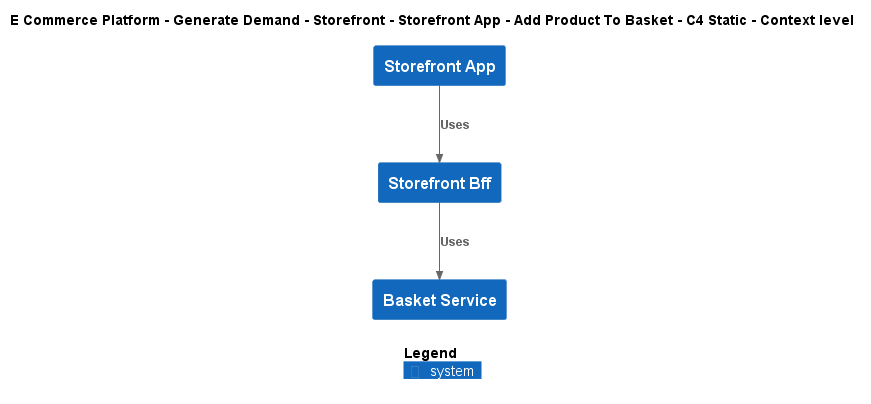 E Commerce Platform - Generate Demand - Storefront - Storefront App - Add Product To Basket - C4 Static - Context level
Storefront App
Uses
Storefront Bff
Uses
Basket Service
Legend
system